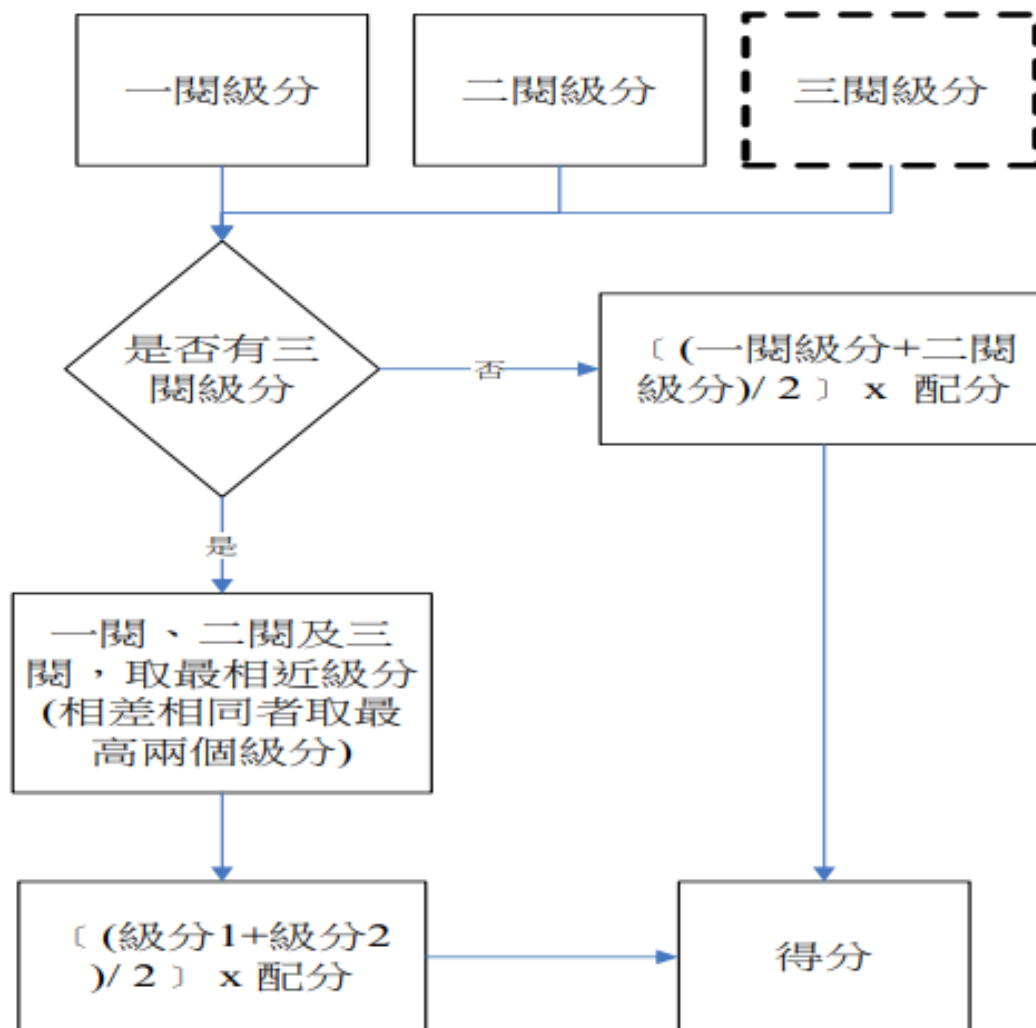 一閱級分
二閱級分
三閱級分
是否有三
閱級分
否
﹝(一閱級分+二閱
級分)/ 2﹞ x 配分
是
一閱、二閱及三
閱，取最相近級分
(相差相同者取最
高兩個級分)
﹝(級分1+級分2
)/ 2﹞ x 配分
得分